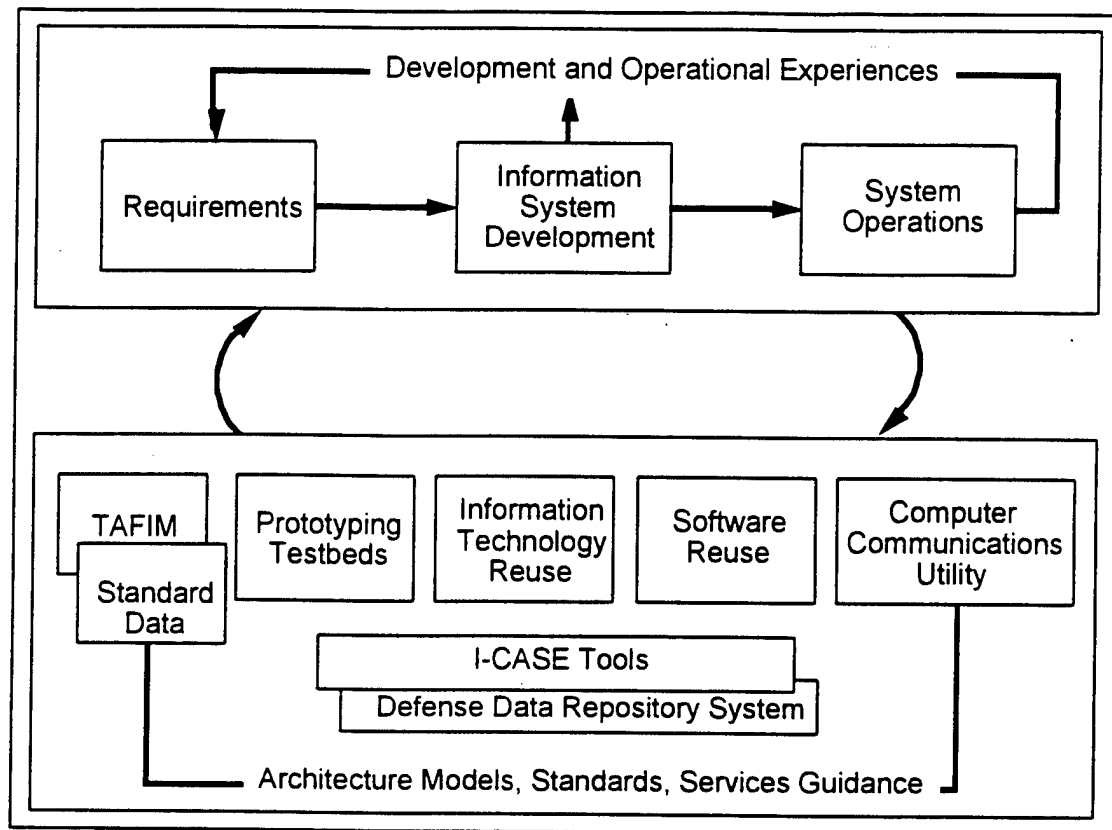 Development and Operational Experiences
Requirements
Information
System
Development
System
Operations
TAFIM
Standard
Data
Prototyping
Testbeds
Information
Technology
Reuse
Software
Reuse
Computer
Communications
Utility
I-CASE Tools
Defense Data Repository System
Architecture Models, Standards, Services Guidance